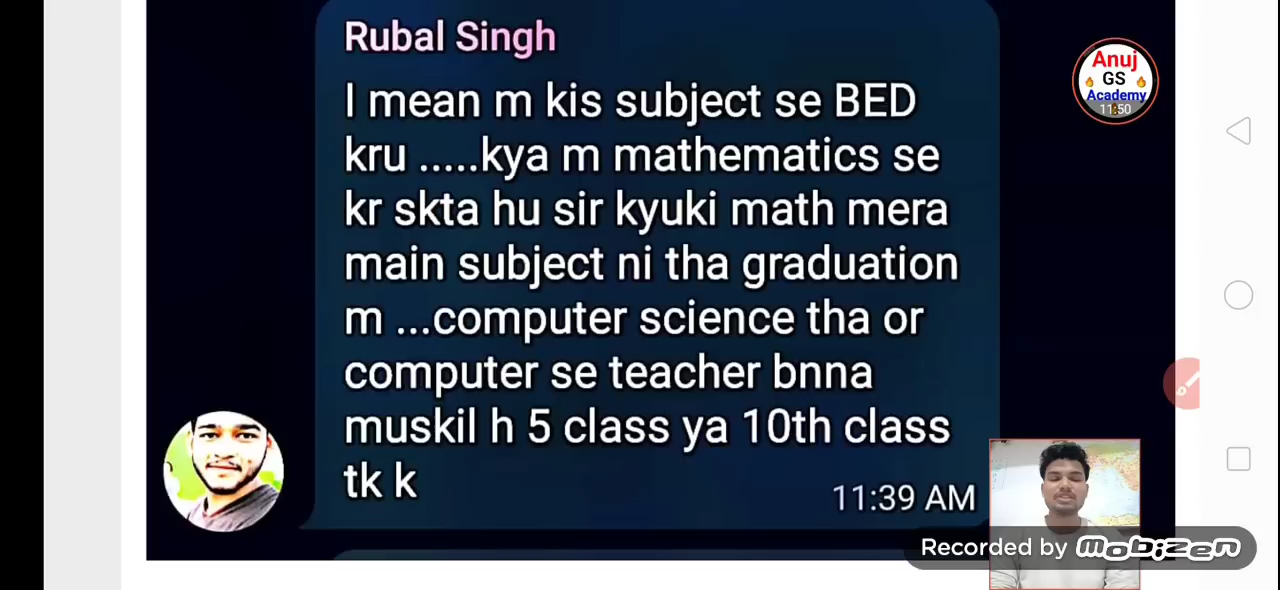 Rubal Singh
I mean m kis subject se BED
kru .....kya m mathematics se
kr skta hu sir kyuki math mera
main subject ni tha graduation
m ...computer science tha or
computer se teacher bnna
muskil h 5 class ya 10th class
tk k
11:39 AM
Anuj
GS
Academy
11:50
Recorded by mobizen